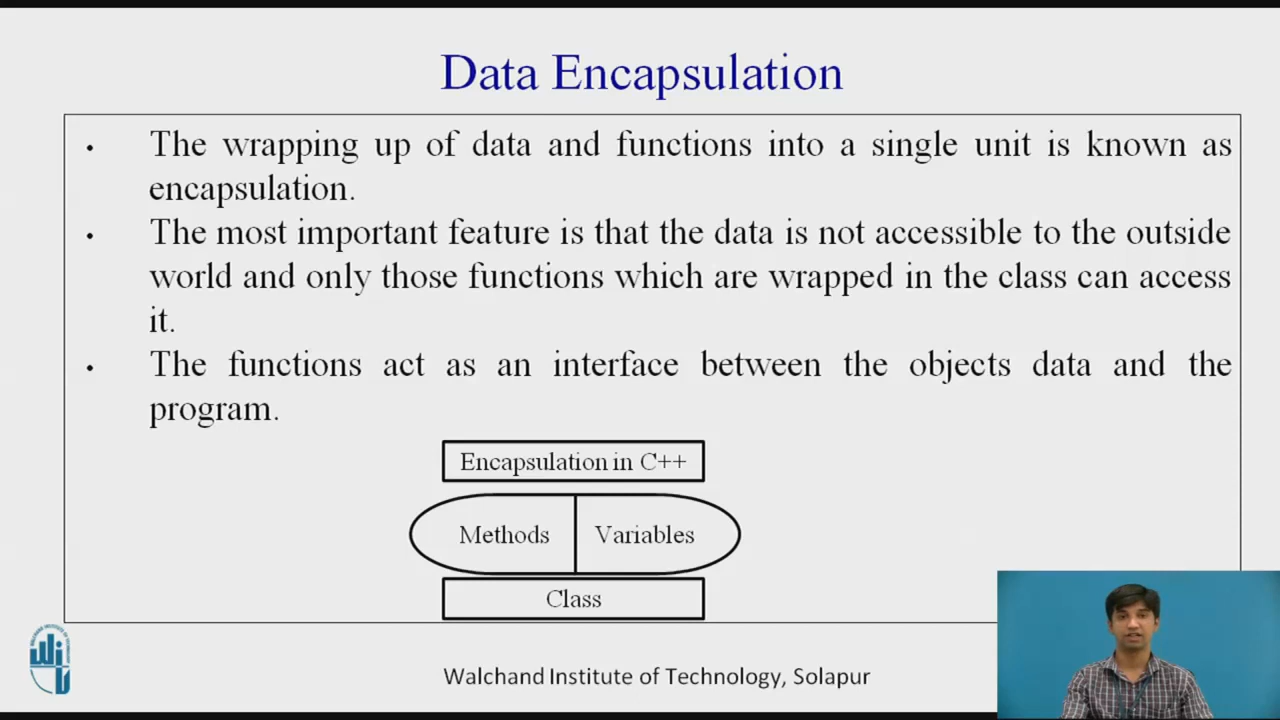 Data Encapsulation
• The wrapping up of data and functions into a single unit is known as
encapsulation.
• The most important feature is that the data is not accessible to the outside
world and only those functions which are wrapped in the class can access
it.
• The functions act as an interface between the objects data and the
program.
Encapsulation in C++
Methods Variables
Class
Walchand Institute of Technology, Solapur